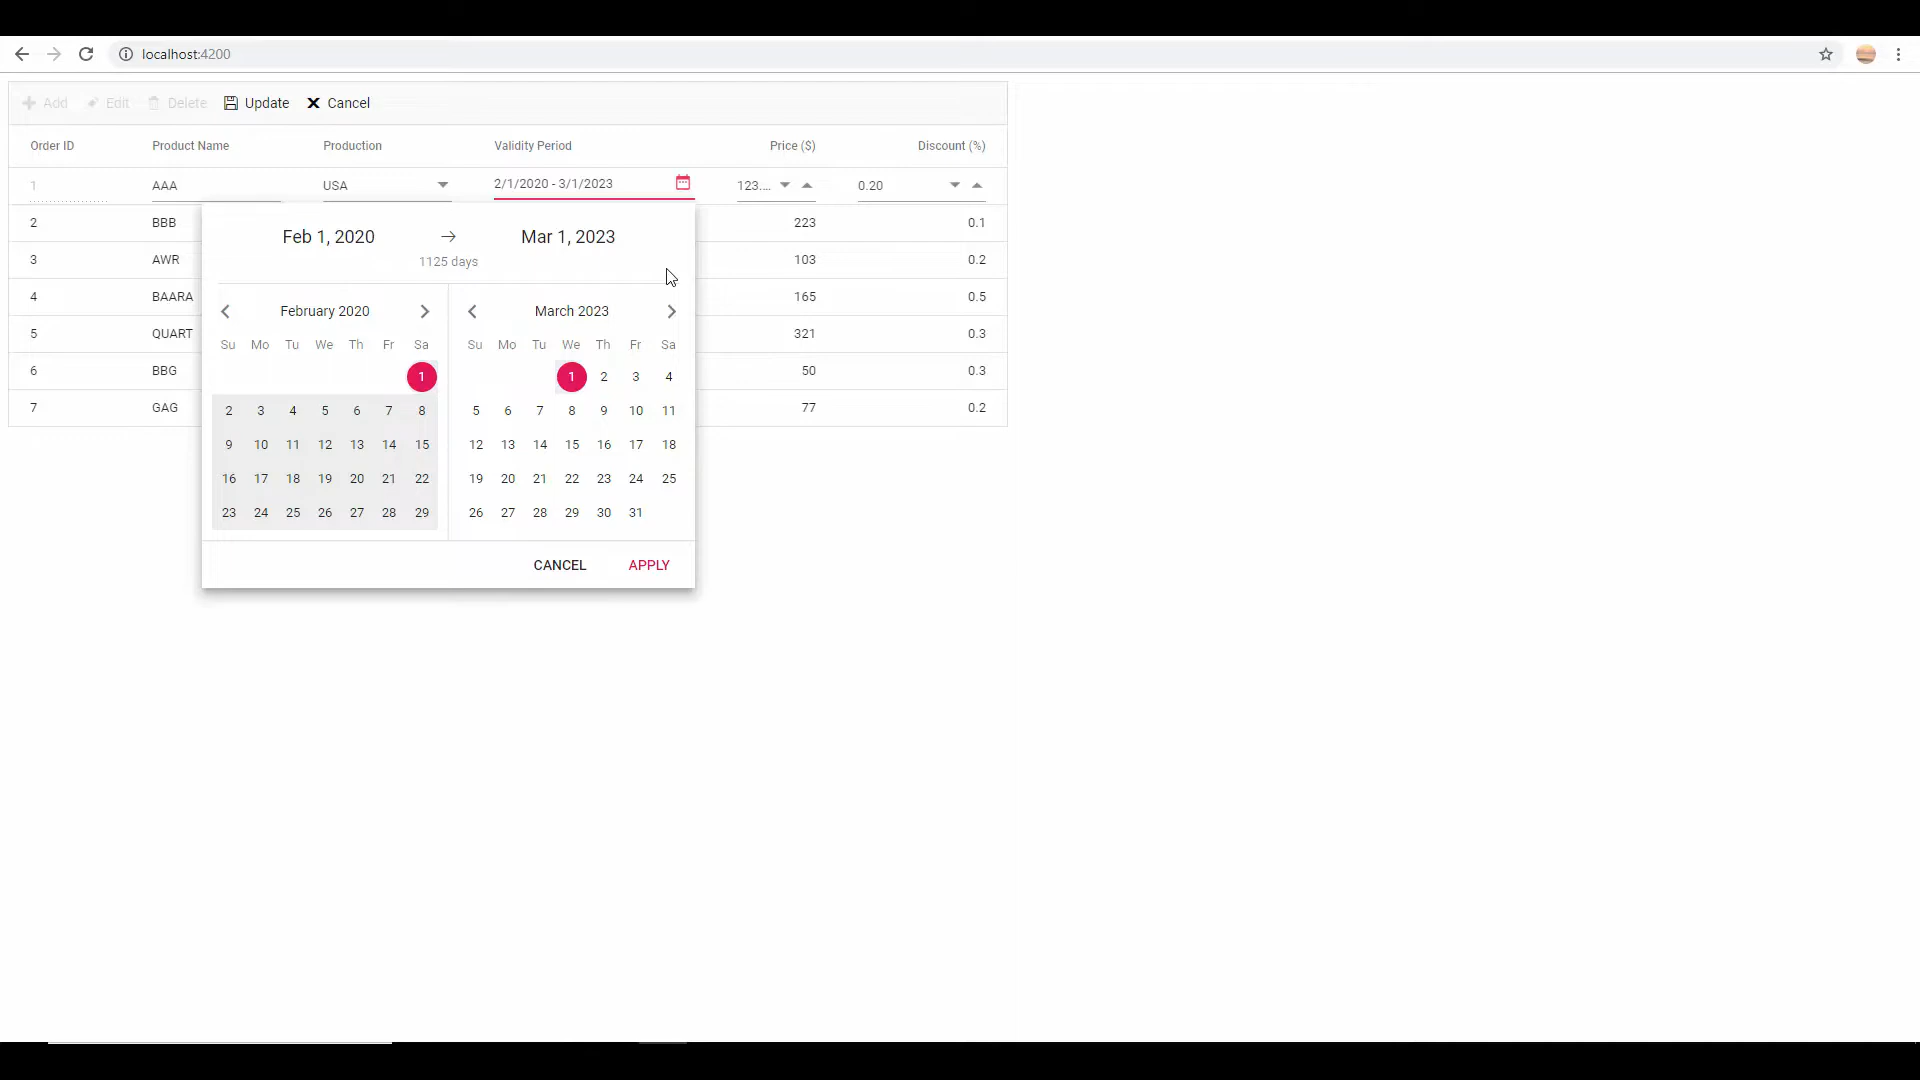 localhost:4200
Add Edit Delete Update Cancel
Order ID Product Name Production Validity Period Price ($) Discount (%)
1 AAA USA 2/1/2020 - 3/1/2023 123.... 0.20
2 BBB 223 0.1
3 AWR 103 0.2
4 BAARA 165 0.5
5 QUART 321 0.3
6 BBG 50 0.3
7 GAG 77 0.2
Feb 1, 2020 Mar 1, 2023
1125 days
February 2020
Su Mo Tu We Th Fr Sa
1
2 3 4 5 6 7 8
9 10 11 12 13 14 15
16 17 18 19 20 21 22
23 24 25 26 27 28 29
March 2023
Su Mo Tu We Th Fr Sa
1 2 3 4
5 6 7 8 9 10 11
12 13 14 15 16 17 18
19 20 21 22 23 24 25
26 27 28 29 30 31
CANCEL APPLY